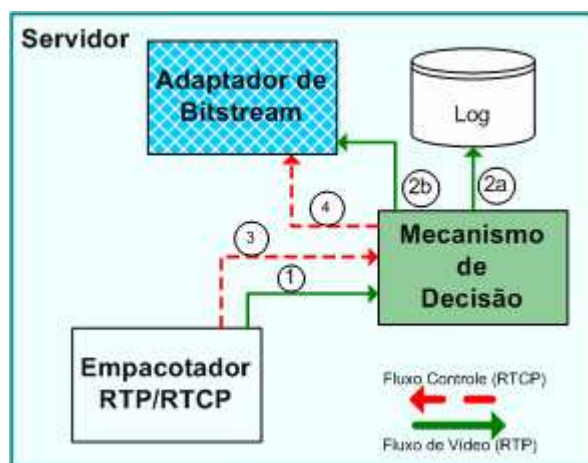 Servidor
Adaptador de
Bitstream
Log
2b
2a
4
3
1
Mecanismo
de
Decisão
Empacotador
RTP/RTCP
Fluxo Controle (RTCP)
Fluxo de Vídeo (RTP)